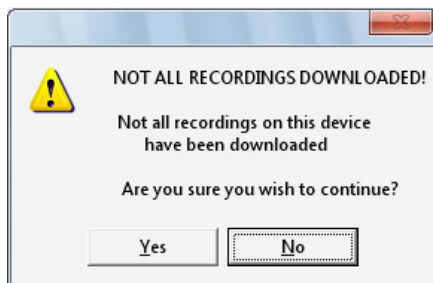 NOT ALL RECORDINGS DOWNLOADED!
Not all recordings on this device
have been downloaded
Are you sure you wish to continue?
Yes
No